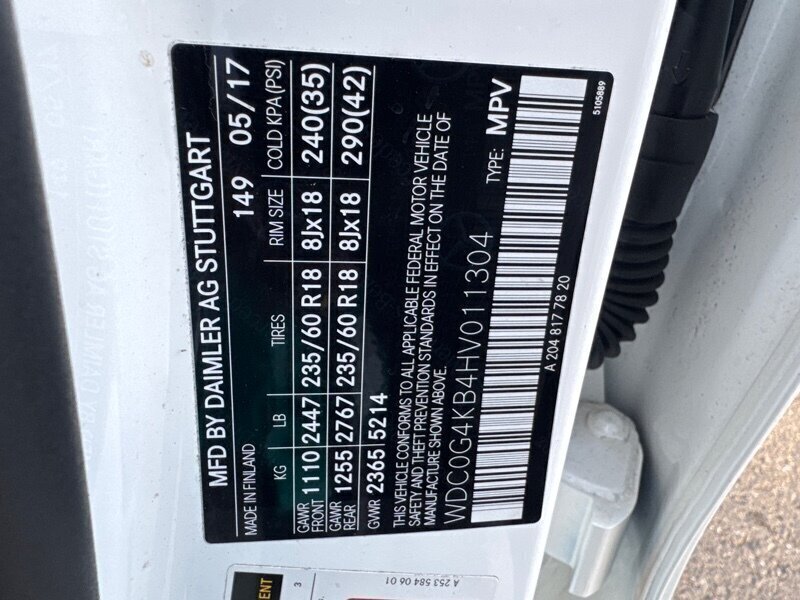 MFD BY DAIMLER AG STUTTGART
MADE IN FINLAND 149 05/17
KG LB TIRES RIM SIZE COLD KPA (PSI)
GAWR FRONT 1110 2447 235/60 R18 8Jx18 240(35)
GAWR REAR 1255 2767 235/60 R18 8Jx18 290(42)
GVWR 2365 5214
THIS VEHICLE CONFORMS TO ALL APPLICABLE FEDERAL MOTOR VEHICLE
SAFETY AND THEFT PREVENTION STANDARDS IN EFFECT ON THE DATE OF
MANUFACTURE SHOWN ABOVE.
WDC0G4KB4HV011304 TYPE: MPV
A 204 817 78 20 5105889
3
A 253 584 06 01